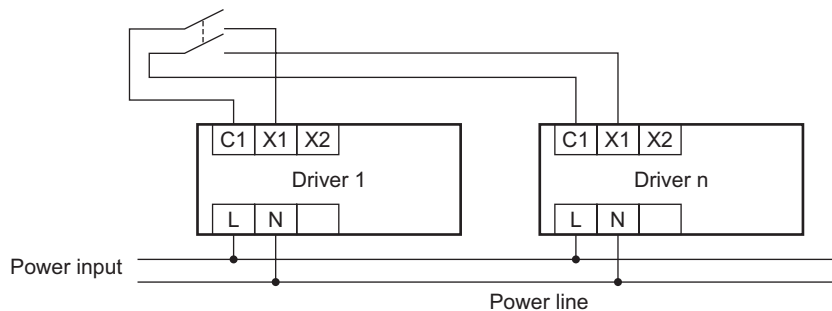 C1 X1 X2
C1 X1 X2
Driver 1
Driver n
L N
L N
Power input
Power line